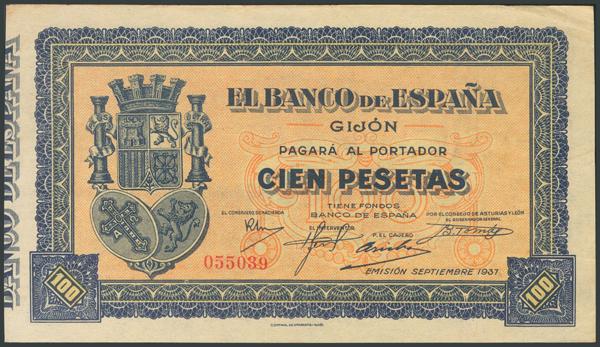 BANCO DE ESPAÑA
EL BANCO DE ESPAÑA
GIJÓN
PAGARÁ AL PORTADOR
CIEN PESETAS
TIENE FONDOS
BANCO DE ESPAÑA
EL CONSEJERO DE HACIENDA
EL INTERVENTOR
P. EL CAJERO
POR EL CONSEJO DE ASTURIAS Y LEÓN
EL GOBERNADOR GENERAL
055039
EMISIÓN SEPTIEMBRE 1937
100
100